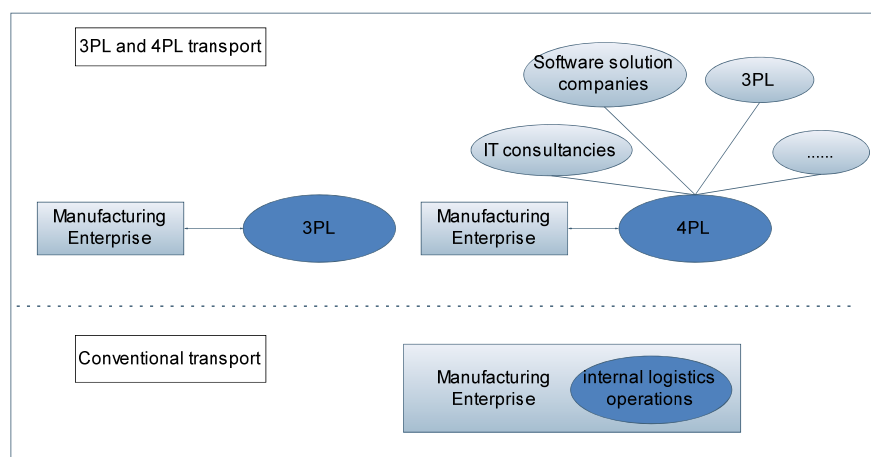 3PL and 4PL transport
Software solution
companies
3PL
IT consultancies
......
Manufacturing
Enterprise
3PL
Manufacturing
Enterprise
4PL
Conventional transport
Manufacturing
Enterprise
internal logistics
operations